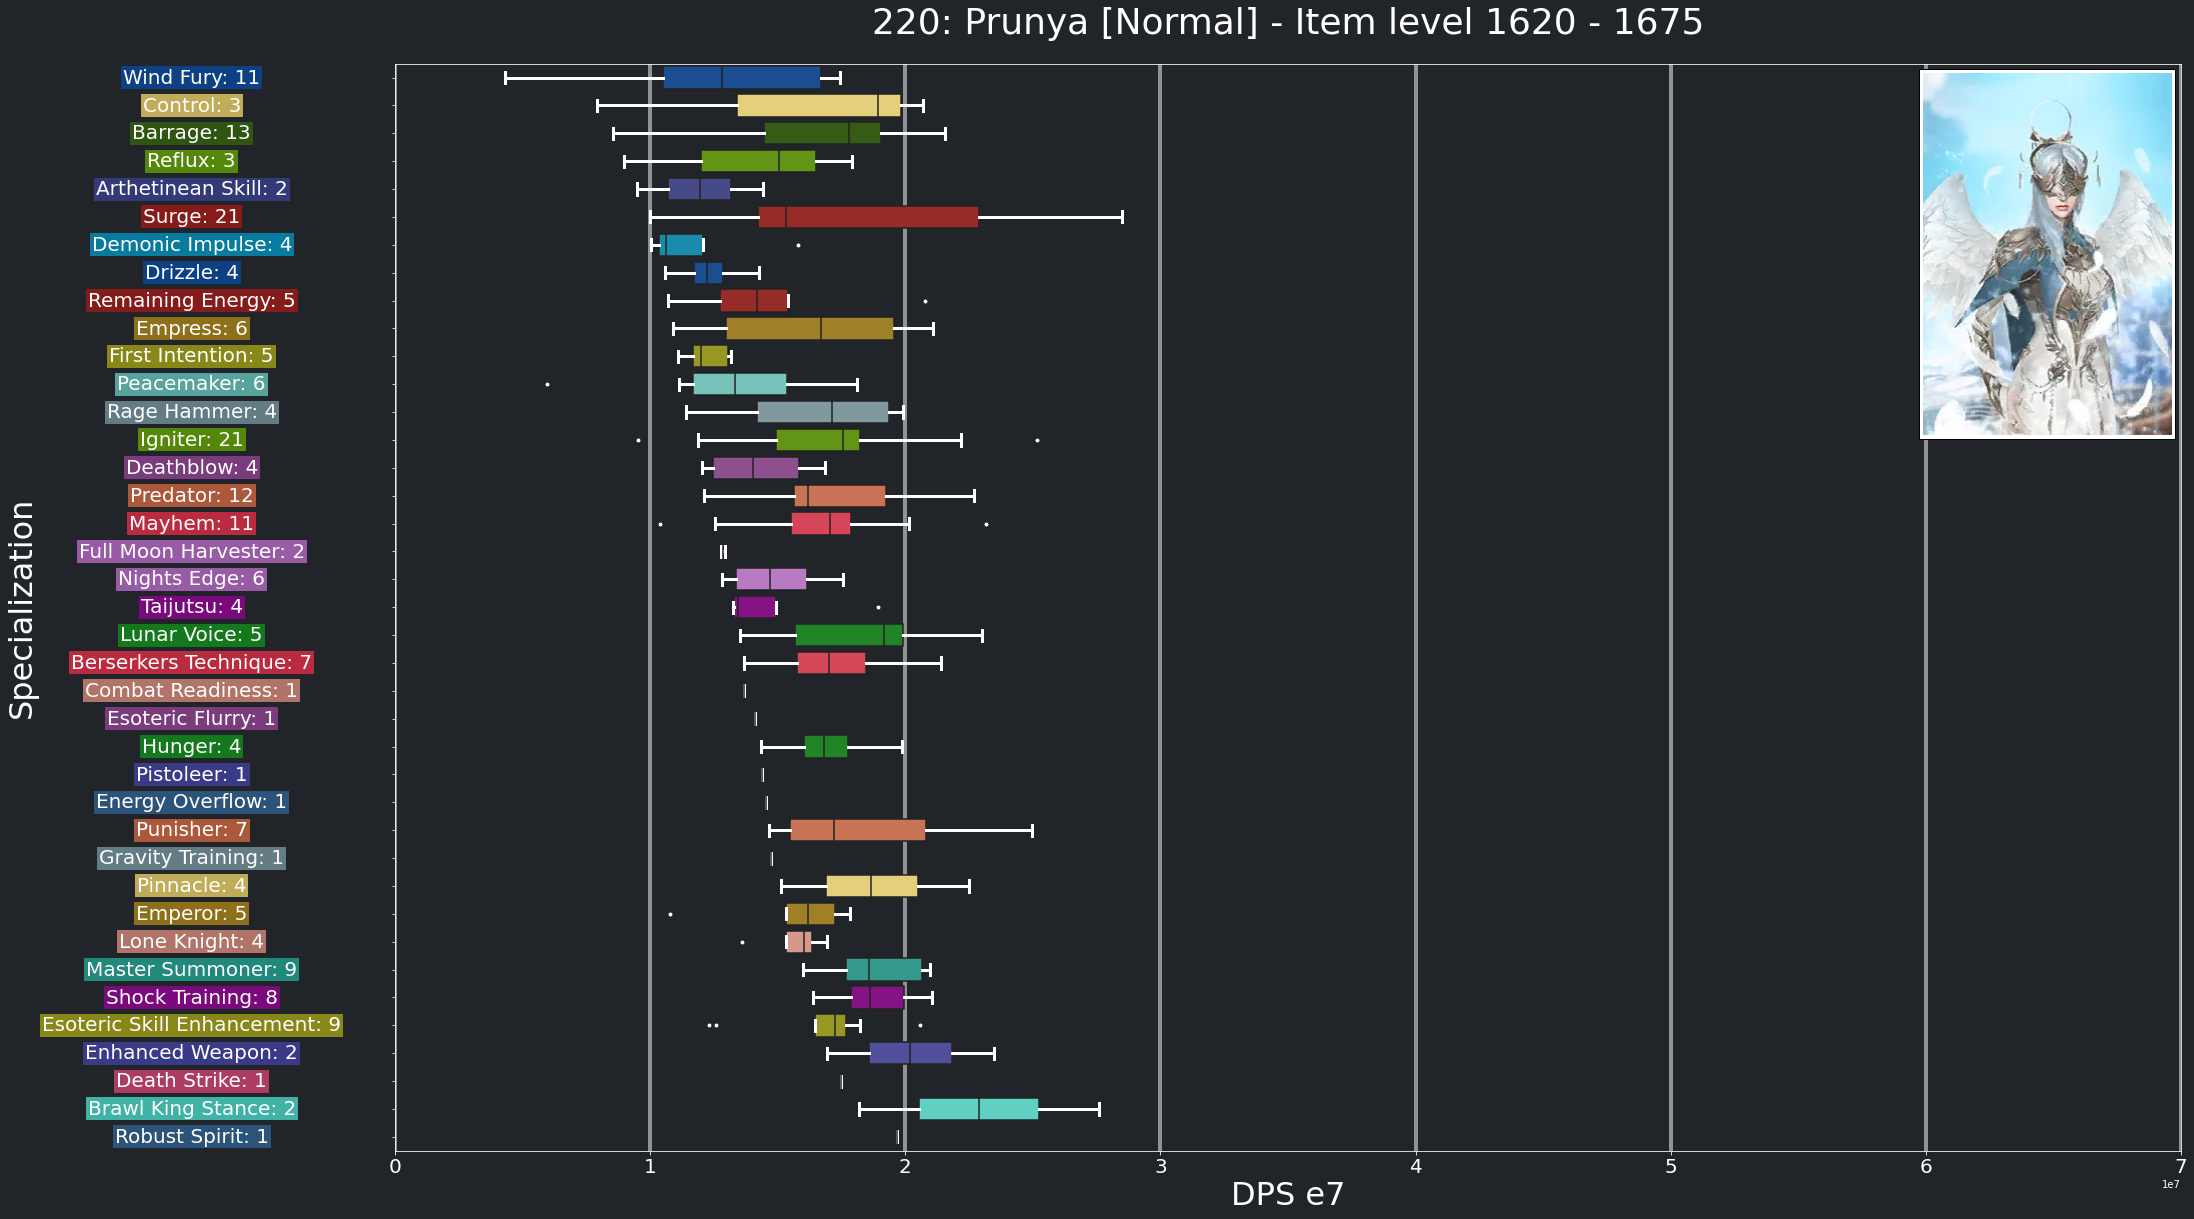 220: Prunya [Normal] - Item level 1620 - 1675
Wind Fury: 11
Control: 3
Barrage: 13
Reflux: 3
Arthetinean Skill: 2
Surge: 21
Demonic Impulse: 4
Drizzle: 4
Remaining Energy: 5
Empress: 6
First Intention: 5
Peacemaker: 6
Rage Hammer: 4
Igniter: 21
Deathblow: 4
Predator: 12
Mayhem: 11
Full Moon Harvester: 2
Nights Edge: 6
Taijutsu: 4
Lunar Voice: 5
Berserkers Technique: 7
Combat Readiness: 1
Esoteric Flurry: 1
Hunger: 4
Pistoleer: 1
Energy Overflow: 1
Punisher: 7
Gravity Training: 1
Pinnacle: 4
Emperor: 5
Lone Knight: 4
Master Summoner: 9
Shock Training: 8
Esoteric Skill Enhancement: 9
Enhanced Weapon: 2
Death Strike: 1
Brawl King Stance: 2
Robust Spirit: 1
Specialization
0 1 2 3 4 5 6 7
1e7
DPS e7